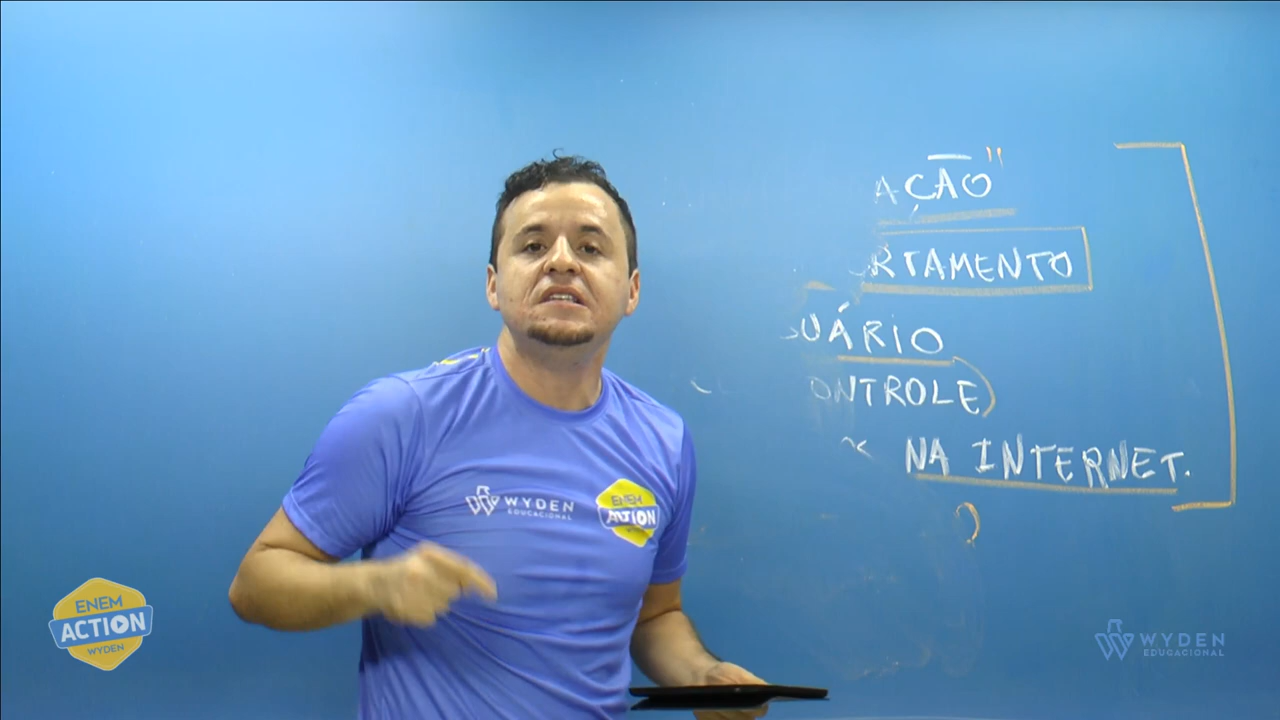 AÇÃO"
RTAMENTO
UÁRIO
ONTROLE
NA INTERNET.
WYDEN
EDUCACIONAL
ENEM
ACTION
ENEM
ACTION
WYDEN
WYDEN
EDUCACIONAL